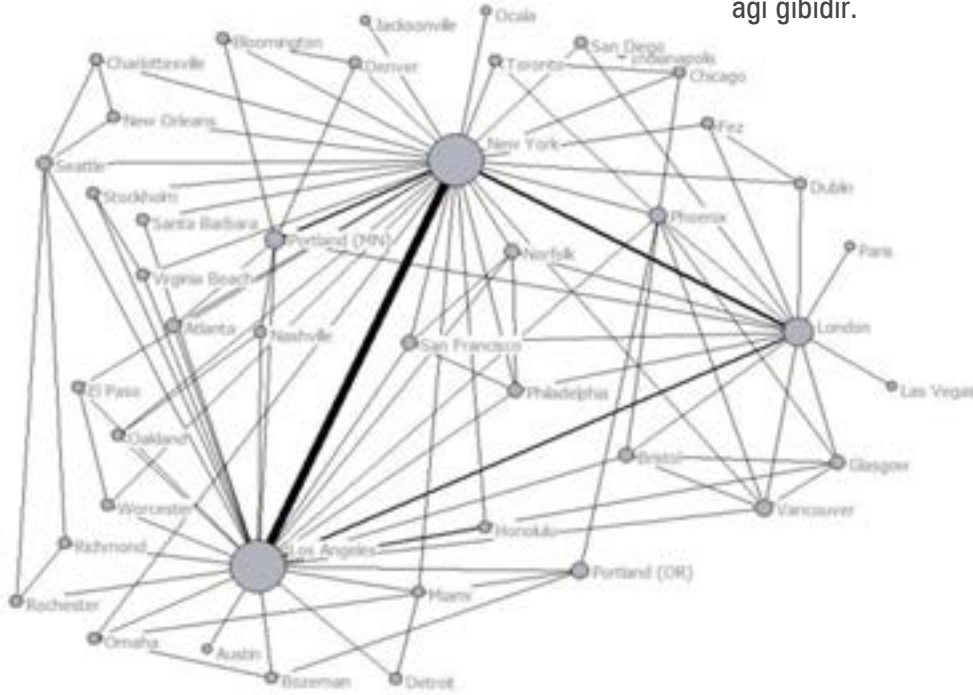 ağı gibidir.
Ocala
Jacksonville
Bloomington
San Diego
Indianapolis
Charlottesville
Denver
Toronto
Chicago
New Orleans
Fez
New York
Seattle
Dublin
Stockholm
Santa Barbara
Phoenix
Portland (MN)
Norfolk
Paris
Virginia Beach
Atlanta
Nashville
London
San Francisco
El Paso
Philadelphia
Las Vegas
Oakland
Bristol
Glasgow
Worcester
Vancouver
Honolulu
Richmond
Los Angeles
Portland (OR)
Rochester
Miami
Omaha
Austin
Bozeman
Detroit